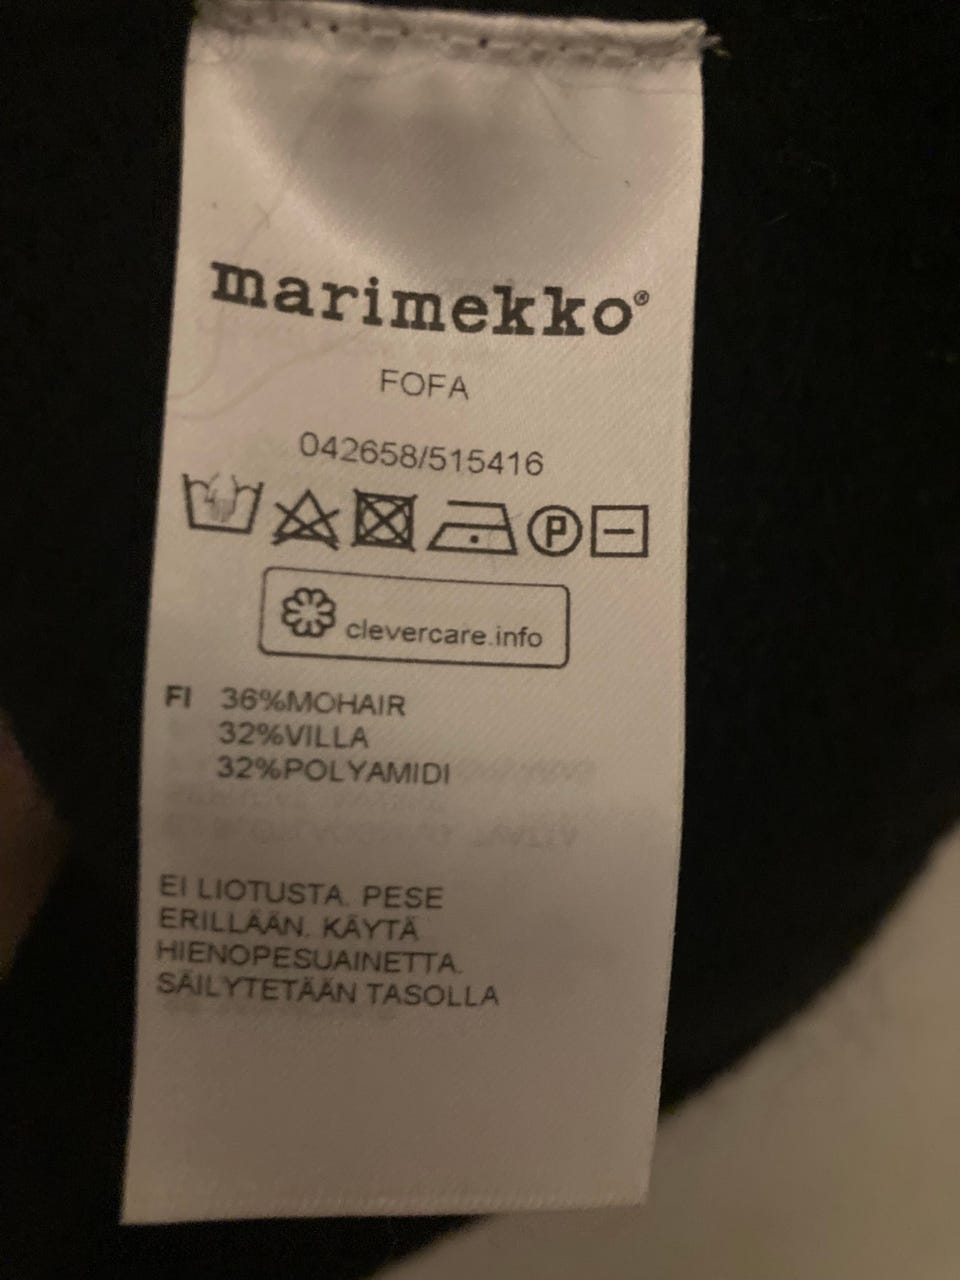 marimekko®
FOFA
042658/515416
P
clevercare.info
FI 36%MOHAIR
32%VILLA
32%POLYAMIDI
EI LIOTUSTA. PESE
ERILLÄÄN. KÄYTÄ
HIENOPESUAINETTA.
SÄILYTETÄÄN TASOLLA